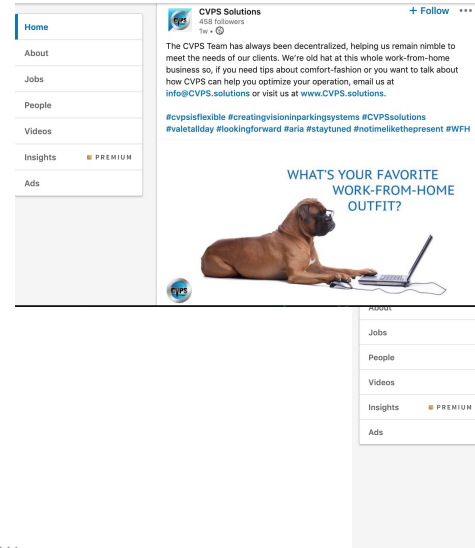 Home
About
Jobs
People
Videos
Insights PREMIUM
Ads
CVPS Solutions
458 followers
1w •
+ Follow •••
The CVPS Team has always been decentralized, helping us remain nimble to
meet the needs of our clients. We're old hat at this whole work-from-home
business so, if you need tips about comfort-fashion or you want to talk about
how CVPS can help you optimize your operation, email us at
info@CVPS.solutions or visit us at www.CVPS.solutions.
#cvpsisflexible #creatingvisioninparkingsystems #CVPSsolutions
#valetallday #lookingforward #aria #staytuned #notimelikethepresent #WFH
WHAT'S YOUR FAVORITE
WORK-FROM-HOME
OUTFIT?
CVPS
About
Jobs
People
Videos
Insights PREMIUM
Ads